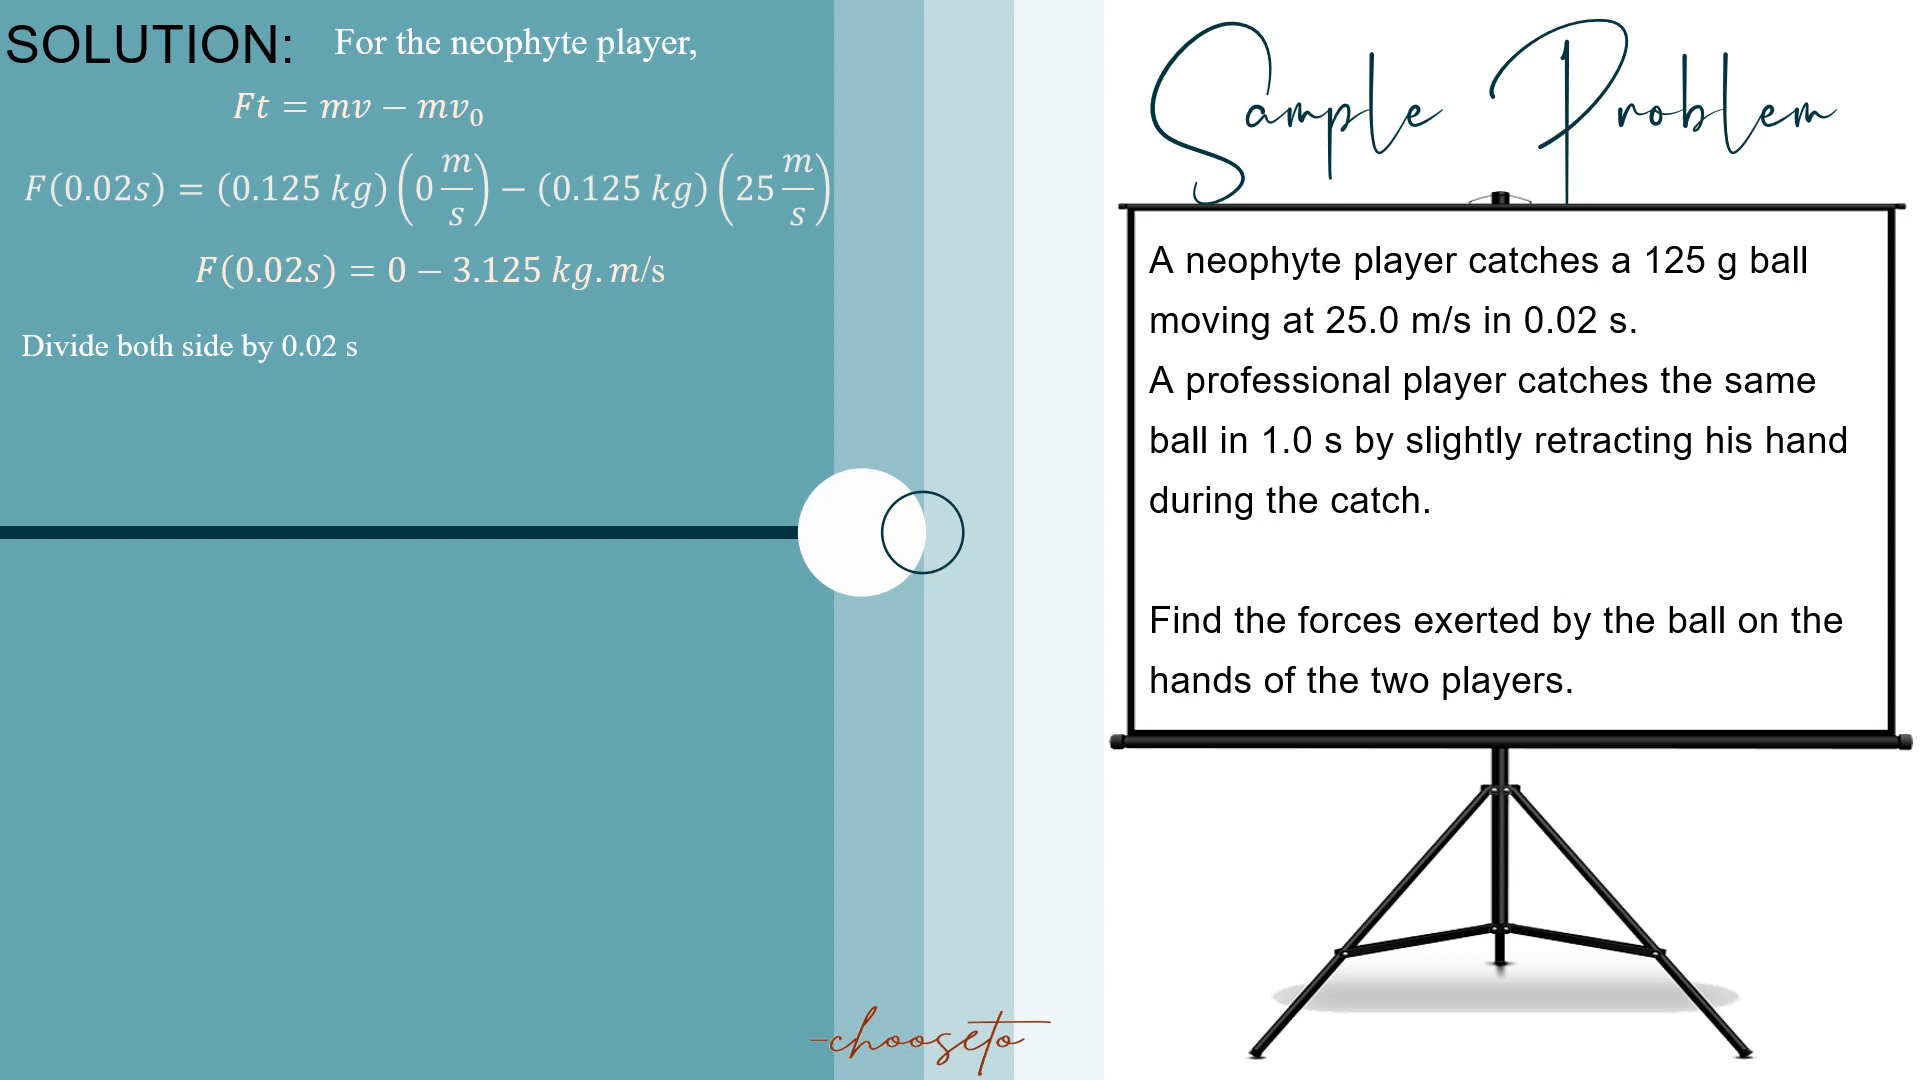 SOLUTION: For the neophyte player,
Ft = mv − mv₀
F(0.02s) = (0.125 kg)(0 m/s) − (0.125 kg)(25 m/s)
F(0.02s) = 0 − 3.125 kg.m/s
Divide both side by 0.02 s
Sample Problem
A neophyte player catches a 125 g ball
moving at 25.0 m/s in 0.02 s.
A professional player catches the same
ball in 1.0 s by slightly retracting his hand
during the catch.
Find the forces exerted by the ball on the
hands of the two players.
-chooseto